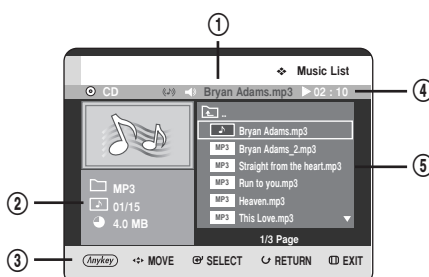 ①
Music List
CD Bryan Adams.mp3 02 : 10
④
..
Bryan Adams.mp3
MP3 Bryan Adams_2.mp3
MP3 Straight from the heart.mp3
⑤
MP3 Run to you.mp3
MP3 Heaven.mp3
MP3 This Love.mp3
②
MP3
01/15
4.0 MB
1/3 Page
③
Anykey MOVE SELECT RETURN EXIT